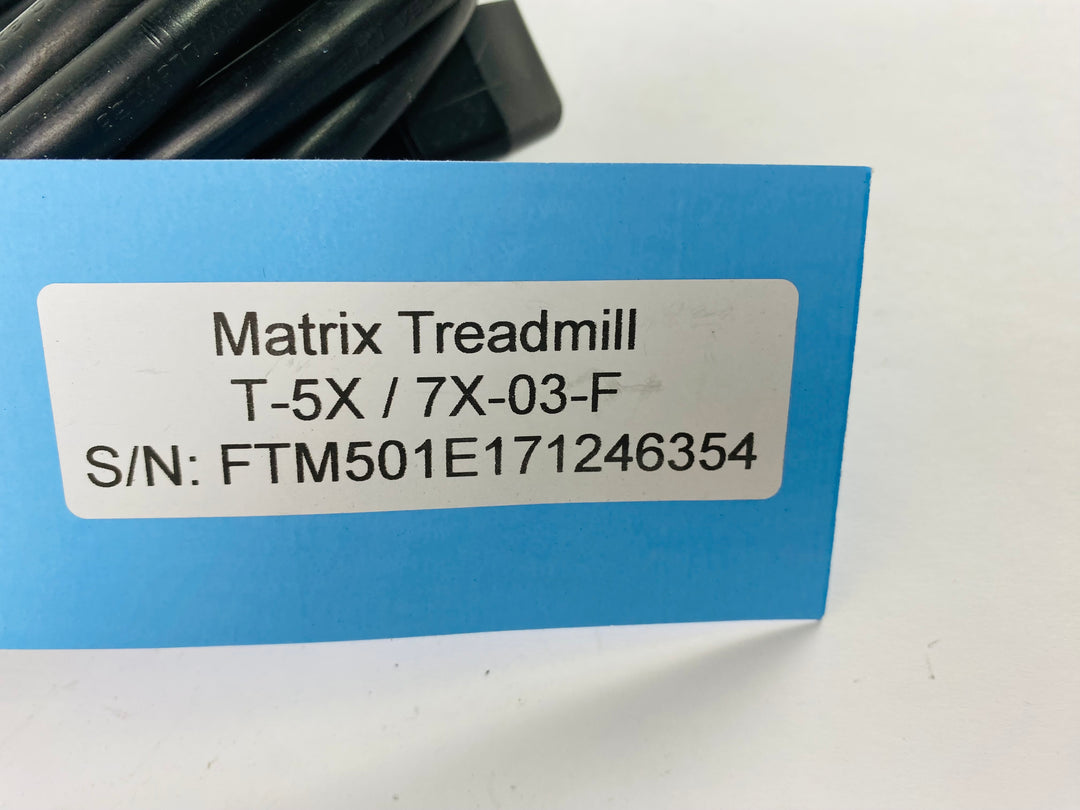 Matrix Treadmill
T-5X / 7X-03-F
S/N: FTM501E171246354